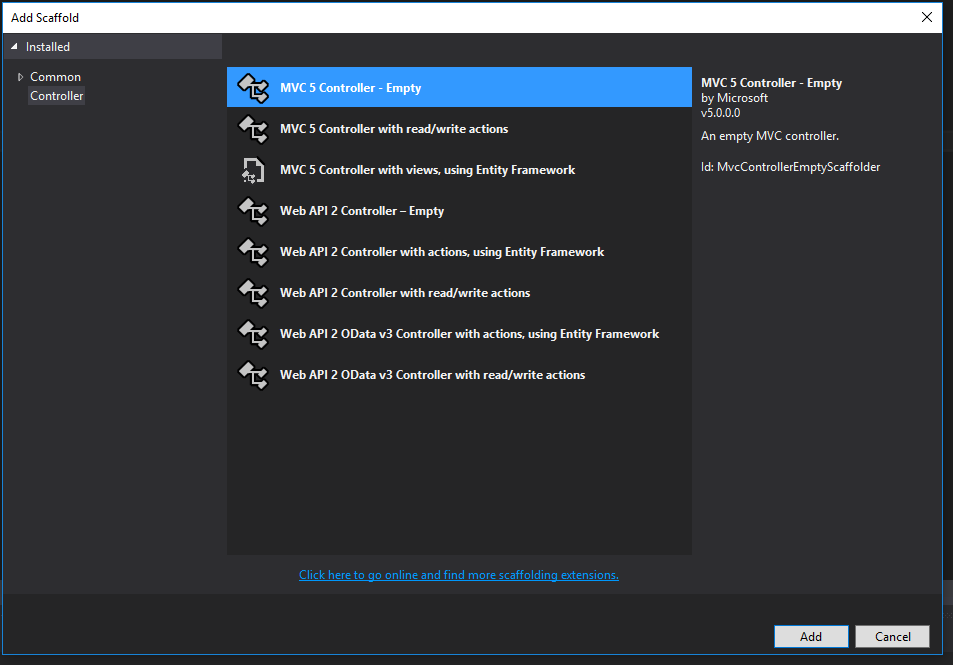 Add Scaffold
Installed
Common
Controller
MVC 5 Controller - Empty
MVC 5 Controller with read/write actions
MVC 5 Controller with views, using Entity Framework
Web API 2 Controller – Empty
Web API 2 Controller with actions, using Entity Framework
Web API 2 Controller with read/write actions
Web API 2 OData v3 Controller with actions, using Entity Framework
Web API 2 OData v3 Controller with read/write actions
Click here to go online and find more scaffolding extensions.
MVC 5 Controller - Empty
by Microsoft
v5.0.0.0
An empty MVC controller.
Id: MvcControllerEmptyScaffolder
Add
Cancel